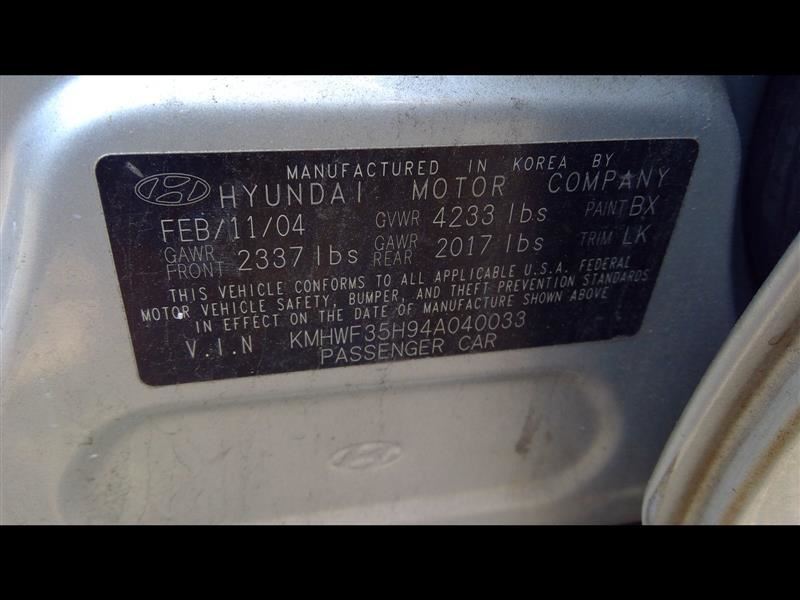 MANUFACTURED IN KOREA BY
HYUNDAI MOTOR COMPANY
FEB/11/04 GVWR 4233 lbs PAINT BX
GAWR FRONT 2337 lbs GAWR REAR 2017 lbs TRIM LK
THIS VEHICLE CONFORMS TO ALL APPLICABLE U.S.A. FEDERAL
MOTOR VEHICLE SAFETY, BUMPER, AND THEFT PREVENTION STANDARDS
IN EFFECT ON THE DATE OF MANUFACTURE SHOWN ABOVE
V.I.N KMHWF35H94A040033
PASSENGER CAR